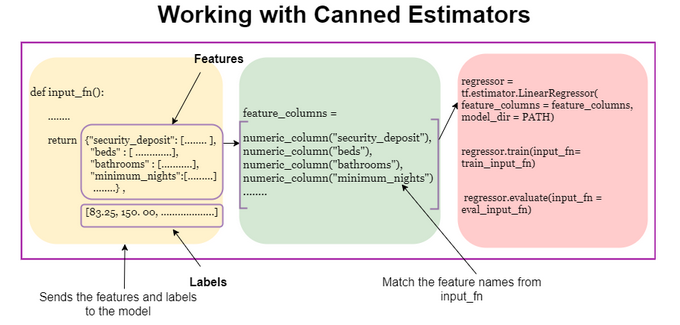 Working with Canned Estimators
Features
def input_fn():
........
return {"security_deposit": [........ ],
"beds" : [ .............],
"bathrooms" : [...........],
"minimum_nights":[.........]
........} ,
[83.25, 150. 00, ...................]
Labels
Sends the features and labels
to the model
feature_columns =
numeric_column("security_deposit"),
numeric_column("beds"),
numeric_column("bathrooms"),
numeric_column("minimum_nights")
........
Match the feature names from
input_fn
regressor =
tf.estimator.LinearRegressor(
feature_columns = feature_columns,
model_dir = PATH)
regressor.train(input_fn=
train_input_fn)
regressor.evaluate(input_fn =
eval_input_fn)